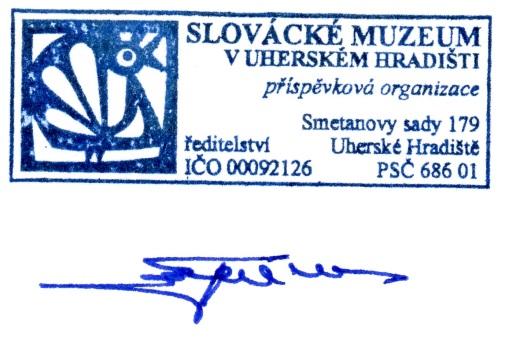 SLOVÁCKÉ MUZEUM
V UHERSKÉM HRADIŠTI
příspěvková organizace
Smetanovy sady 179
ředitelství Uherské Hradiště
IČO 00092126 PSČ 686 01